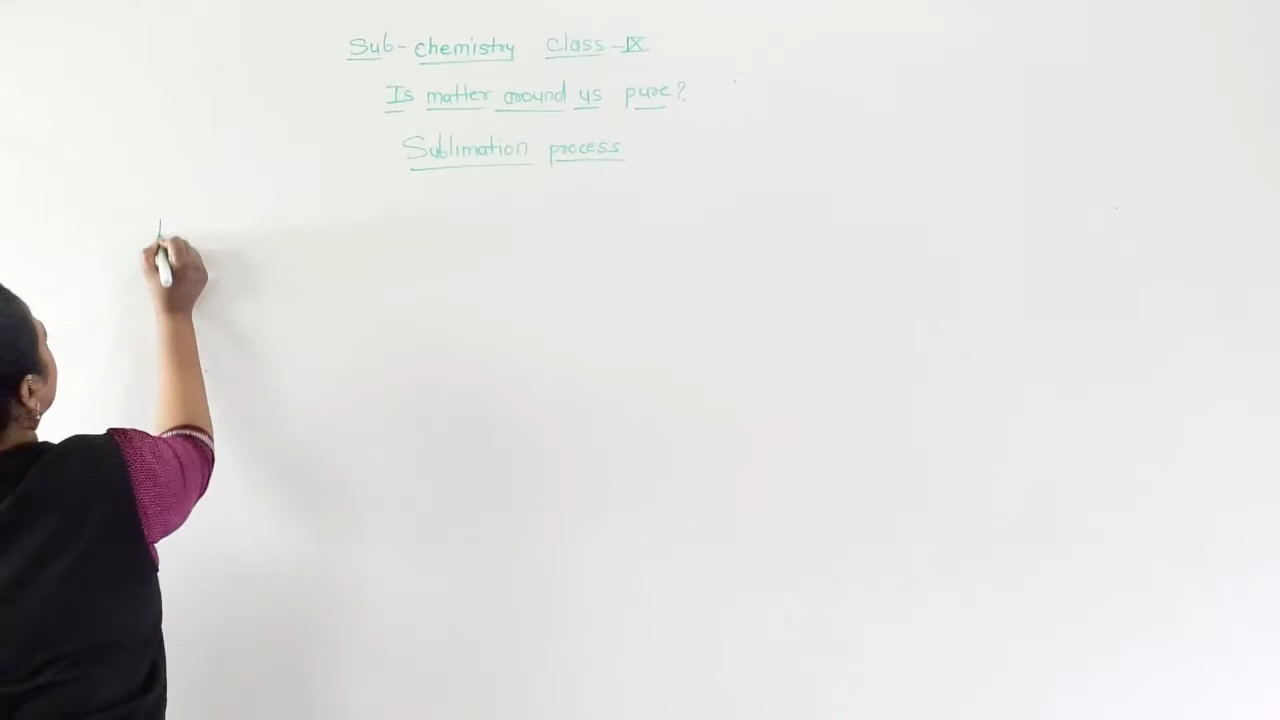 Sub- chemistry class -IX
Is matter around us pure?
Sublimation process